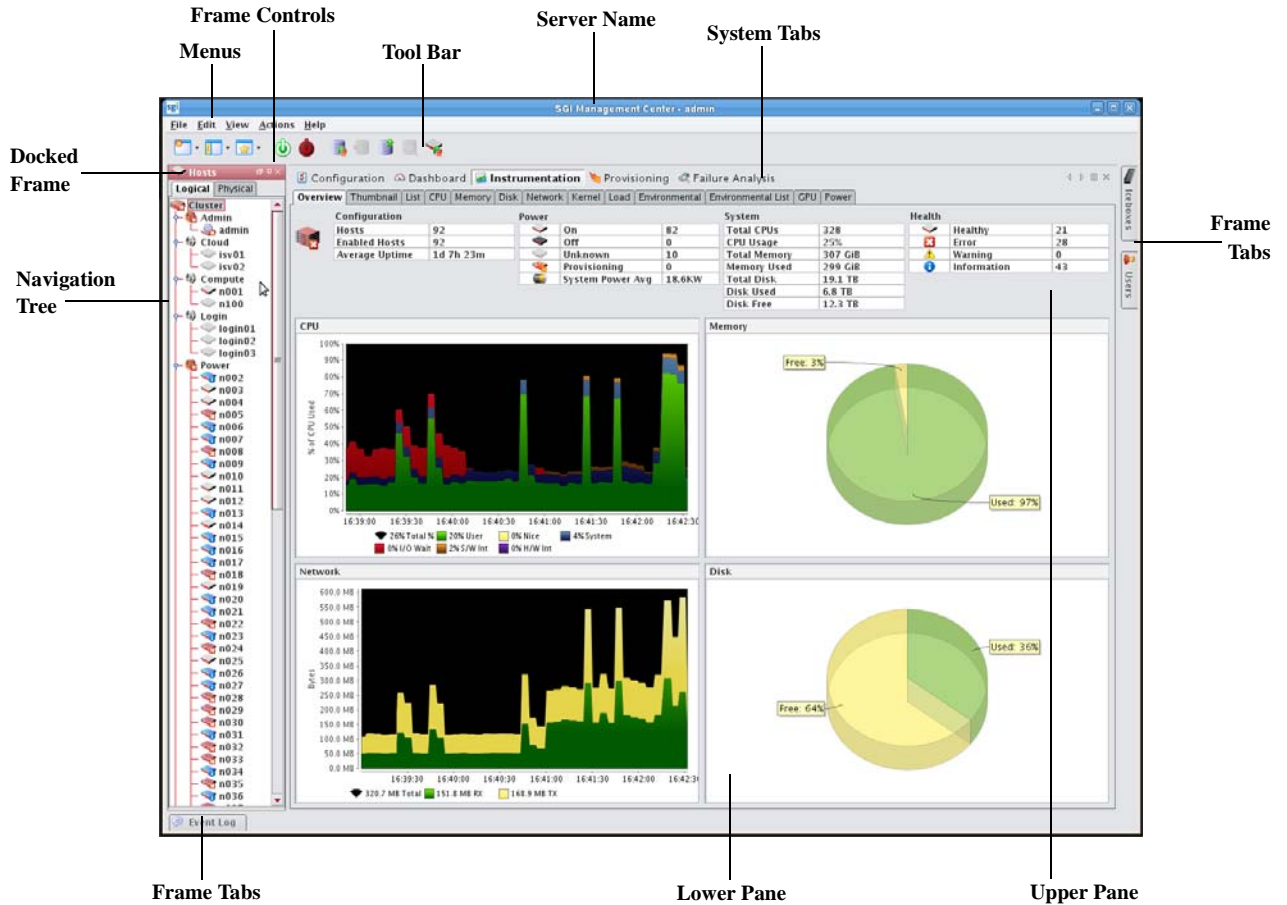 Frame Controls
Server Name
System Tabs
Menus
Tool Bar
SGI Management Center - admin
File Edit View Actions Help
Docked
Frame
Hosts
Logical Physical
Configuration Dashboard Instrumentation Provisioning Failure Analysis
Overview Thumbnail List CPU Memory Disk Network Kernel Load Environmental Environmental List GPU Power
Iceboxes
Users
Frame
Tabs
Navigation
Tree
Cluster
Admin
admin
Cloud
isv01
isv02
Compute
n001
n100
Login
login01
login02
login03
Power
n002
n003
n004
n005
n006
n007
n008
n009
n010
n011
n012
n013
n014
n015
n016
n017
n018
n019
n020
n021
n022
n023
n024
n025
n026
n027
n028
n029
n030
n031
n032
n033
n034
n035
n036
Configuration
Hosts 92
Enabled Hosts 92
Average Uptime 1d 7h 23m
Power
On 82
Off 0
Unknown 10
Provisioning 0
System Power Avg 18.6KW
System
Total CPUs 328
CPU Usage 25%
Total Memory 307 GiB
Memory Used 299 GiB
Total Disk 19.1 TB
Disk Used 6.8 TB
Disk Free 12.3 TB
Health
Healthy 21
Error 28
Warning 0
Information 43
CPU
% of CPU Used
100%
90%
80%
70%
60%
50%
40%
30%
20%
10%
0%
16:39:00 16:39:30 16:40:00 16:40:30 16:41:00 16:41:30 16:42:00 16:42:30
26% Total % 20% User 0% Nice 4% System
0% I/O Wait 2% S/W Int 0% H/W Int
Memory
Free: 3%
Used: 97%
Network
Bytes
600.0 MB
550.0 MB
500.0 MB
450.0 MB
400.0 MB
350.0 MB
300.0 MB
250.0 MB
200.0 MB
150.0 MB
100.0 MB
50.0 MB
0.0 MB
16:39:30 16:40:00 16:40:30 16:41:00 16:41:30 16:42:00 16:42:3
320.7 MB Total 151.8 MB RX 168.9 MB TX
Disk
Used: 36%
Free: 64%
Event Log
Frame Tabs
Lower Pane
Upper Pane